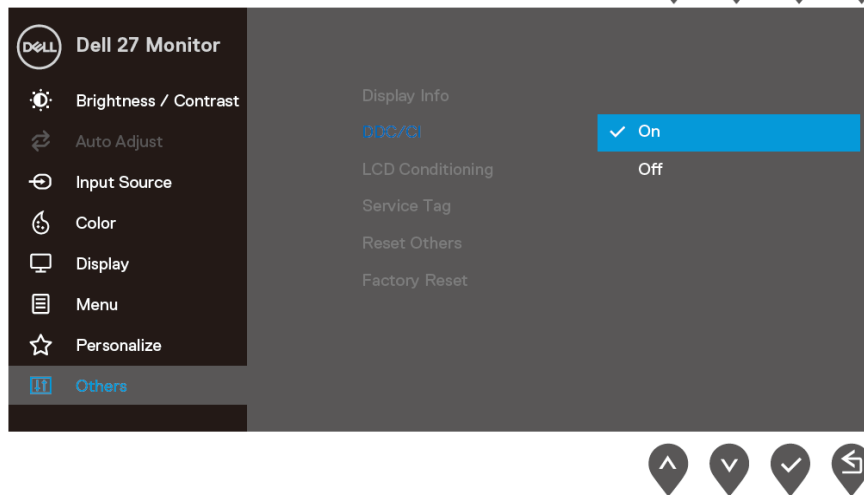 DELL
Dell 27 Monitor
Brightness / Contrast
Auto Adjust
Input Source
Color
Display
Menu
Personalize
Others
Display Info
DDC/CI
LCD Conditioning
Service Tag
Reset Others
Factory Reset
On
Off